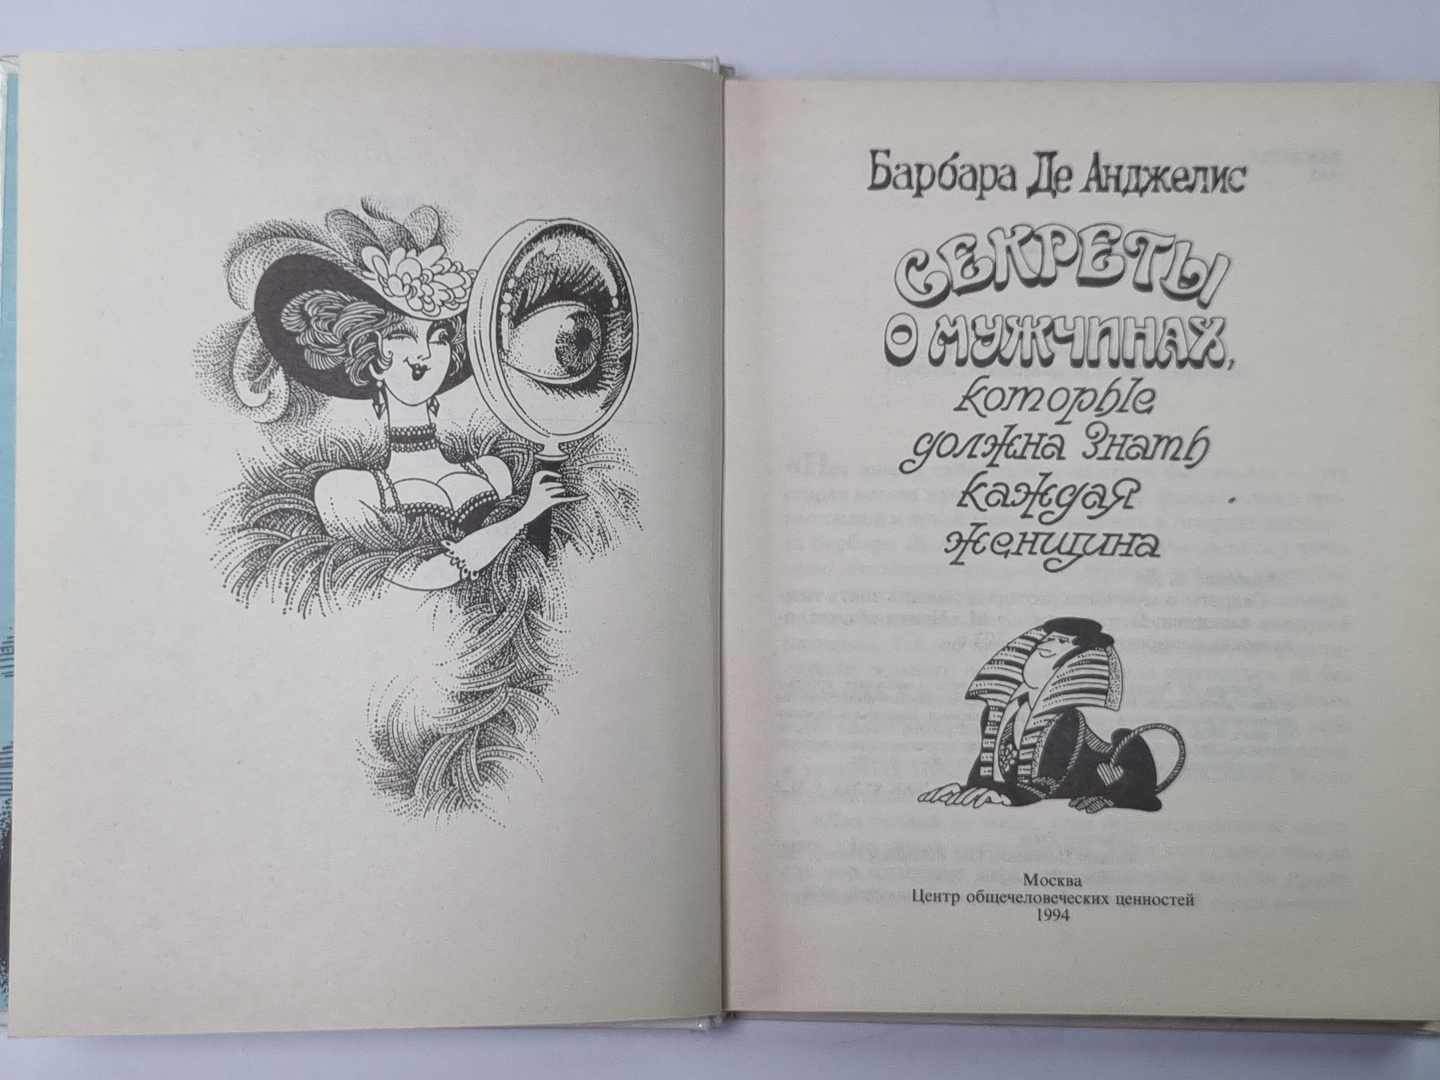 Барбара Де Анджелис
Секреты
о мужчинах,
которые
должна знать
каждая
женщина
Москва
Центр общечеловеческих ценностей
1994